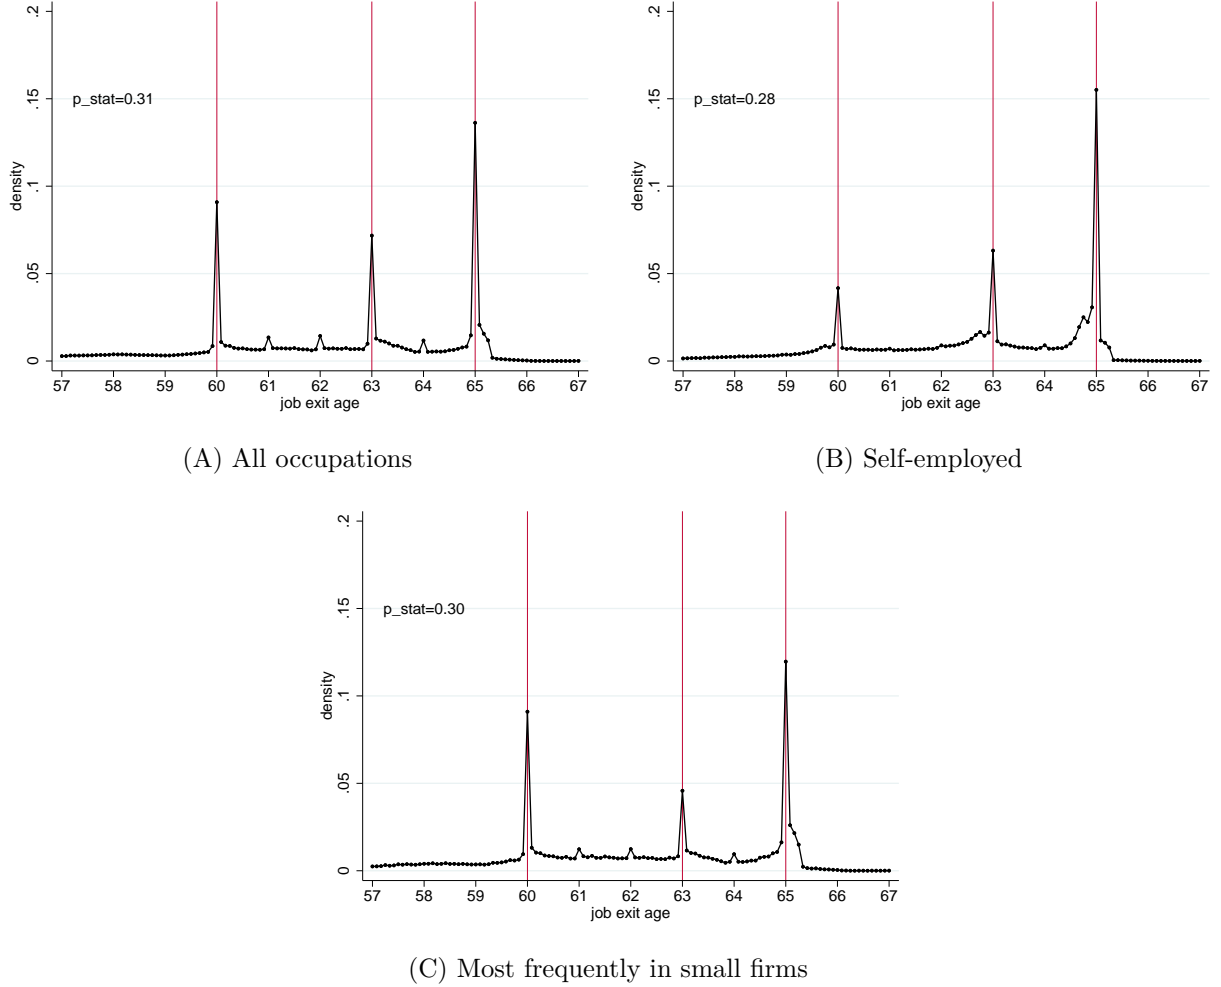 .2
.15
.1
.05
0
density
p_stat=0.31
57 58 59 60 61 62 63 64 65 66 67
job exit age
(A) All occupations
.2
.15
.1
.05
0
density
p_stat=0.28
57 58 59 60 61 62 63 64 65 66 67
job exit age
(B) Self-employed
.2
.15
.1
.05
0
density
p_stat=0.30
57 58 59 60 61 62 63 64 65 66 67
job exit age
(C) Most frequently in small firms